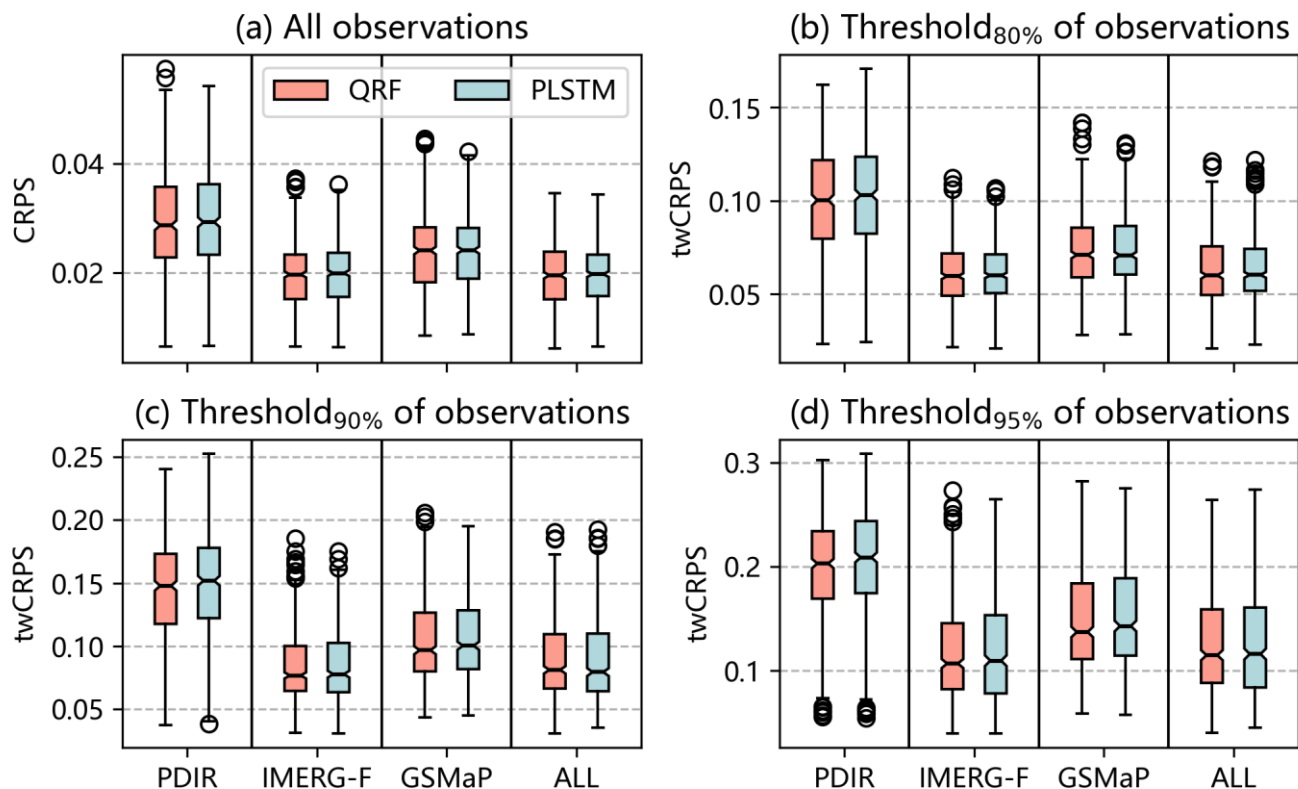 (a) All observations
(b) Threshold80% of observations
QRF PLSTM
CRPS
0.04
0.02
twCRPS
0.15
0.10
0.05
(c) Threshold90% of observations
(d) Threshold95% of observations
twCRPS
0.25
0.20
0.15
0.10
0.05
twCRPS
0.3
0.2
0.1
PDIR IMERG-F GSMaP ALL
PDIR IMERG-F GSMaP ALL